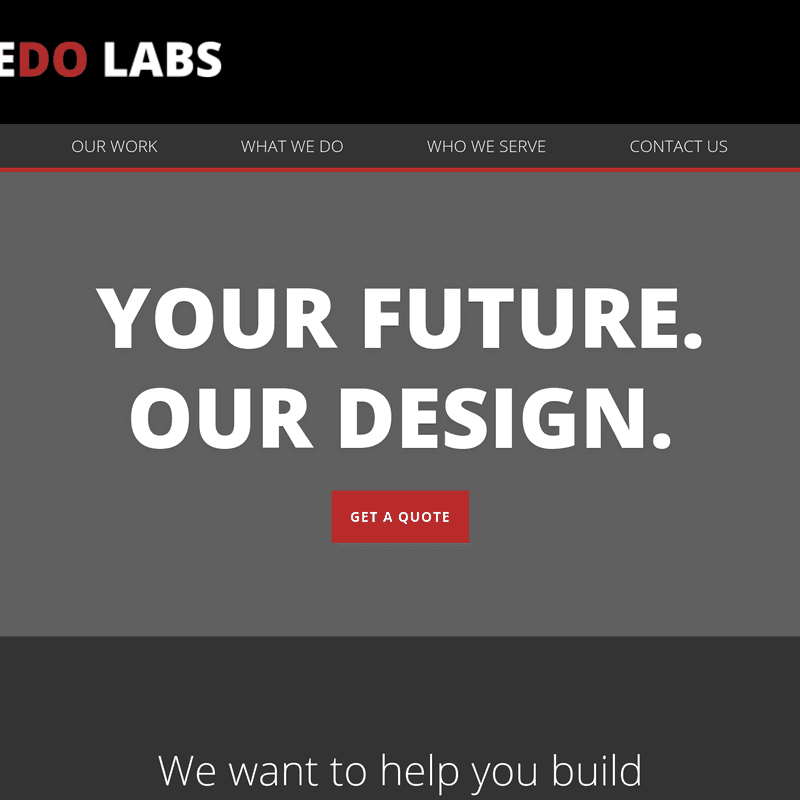 EDO LABS
OUR WORK WHAT WE DO WHO WE SERVE CONTACT US
YOUR FUTURE.
OUR DESIGN.
GET A QUOTE
We want to help you build